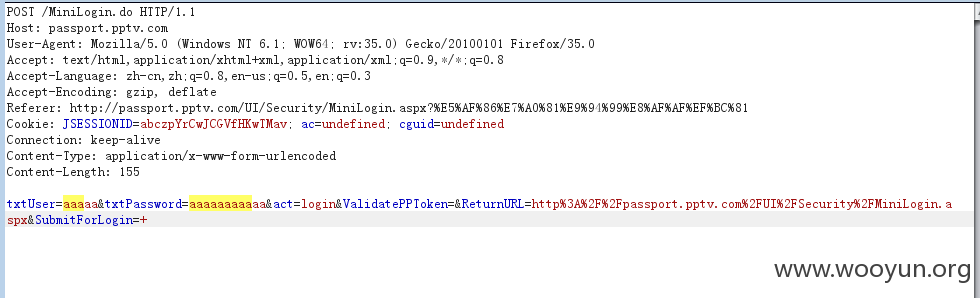 POST /MiniLogin.do HTTP/1.1
Host: passport.pptv.com
User-Agent: Mozilla/5.0 (Windows NT 6.1; WOW64; rv:35.0) Gecko/20100101 Firefox/35.0
Accept: text/html,application/xhtml+xml,application/xml;q=0.9,*/*;q=0.8
Accept-Language: zh-cn,zh;q=0.8,en-us;q=0.5,en;q=0.3
Accept-Encoding: gzip, deflate
Referer: http://passport.pptv.com/UI/Security/MiniLogin.aspx?%E5%AF%86%E7%A0%81%E9%94%99%E8%AF%AF%EF%BC%81
Cookie: JSESSIONID=abczpYrCwJCGVfHKwTMav; ac=undefined; cguid=undefined
Connection: keep-alive
Content-Type: application/x-www-form-urlencoded
Content-Length: 155
txtUser=aaaaa&txtPassword=aaaaaaaaaaaa&act=login&ValidatePPToken=&ReturnURL=http%3A%2F%2Fpassport.pptv.com%2FUI%2FSecurity%2FMiniLogin.a
spx&SubmitForLogin=+
www.wooyun.org